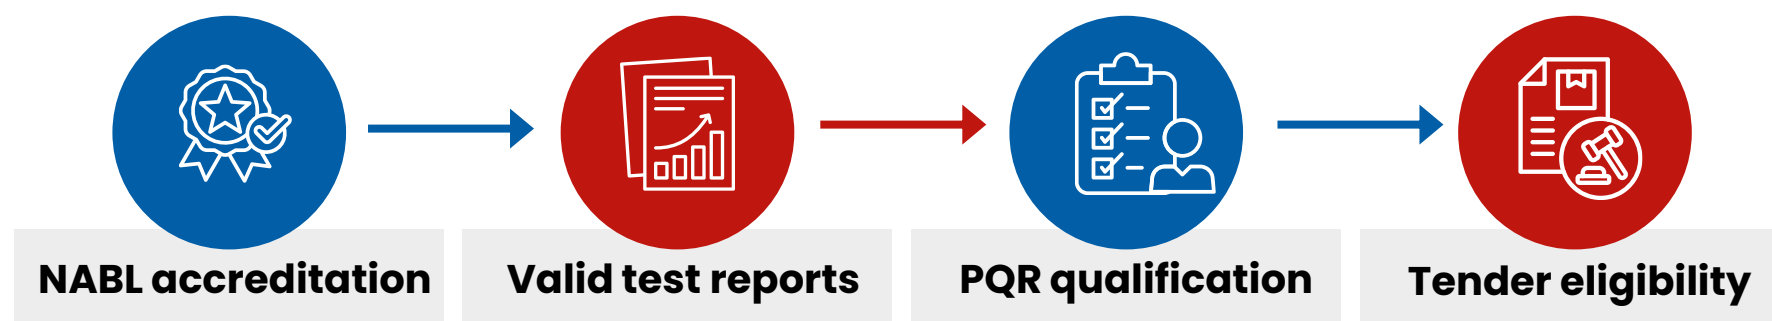 NABL accreditation
Valid test reports
PQR qualification
Tender eligibility